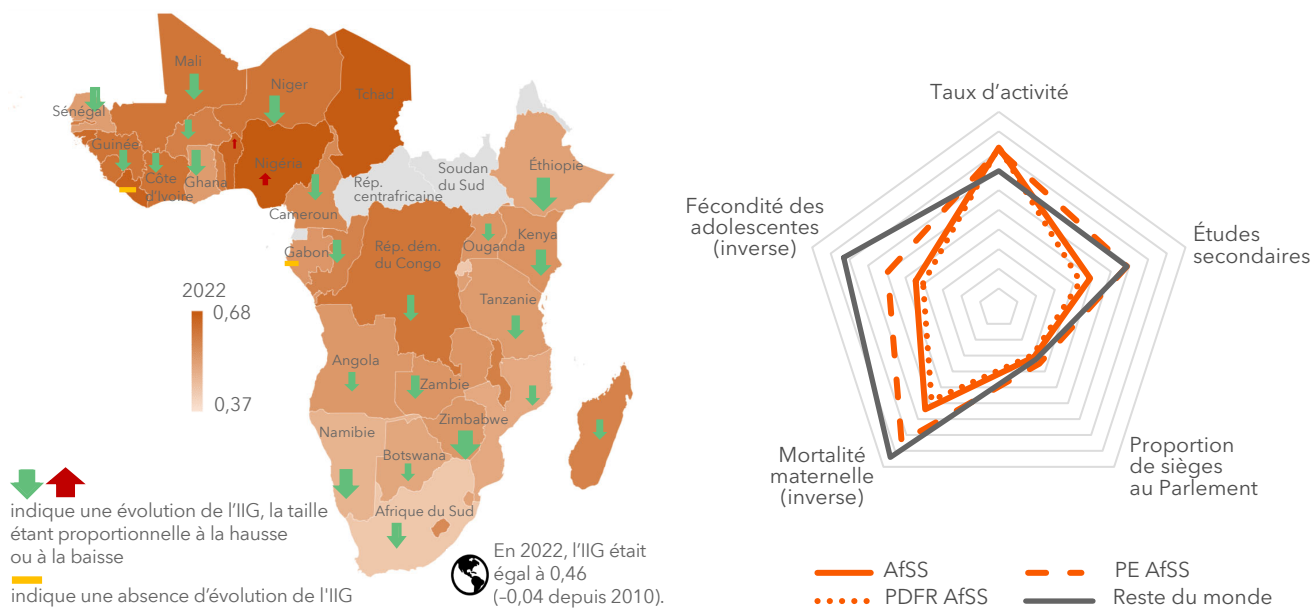 Mali
Niger
Tchad
Sénégal
Guinée
Côte
d'Ivoire
Ghana
Nigéria
Cameroun
Rép.
centrafricaine
Soudan
du Sud
Éthiopie
Gabon
Rép. dém.
du Congo
Ouganda
Kenya
Tanzanie
Angola
Zambie
Zimbabwe
Namibie
Botswana
Afrique du Sud
2022
0,68
0,37
indique une évolution de l'IIG, la taille
étant proportionnelle à la hausse
ou à la baisse
indique une absence d'évolution de l'IIG
En 2022, l'IIG était
égal à 0,46
(–0,04 depuis 2010).
Taux d'activité
Fécondité des
adolescentes
(inverse)
Études
secondaires
Mortalité
maternelle
(inverse)
Proportion
de sièges
au Parlement
AfSS
PE AfSS
PDFR AfSS
Reste du monde